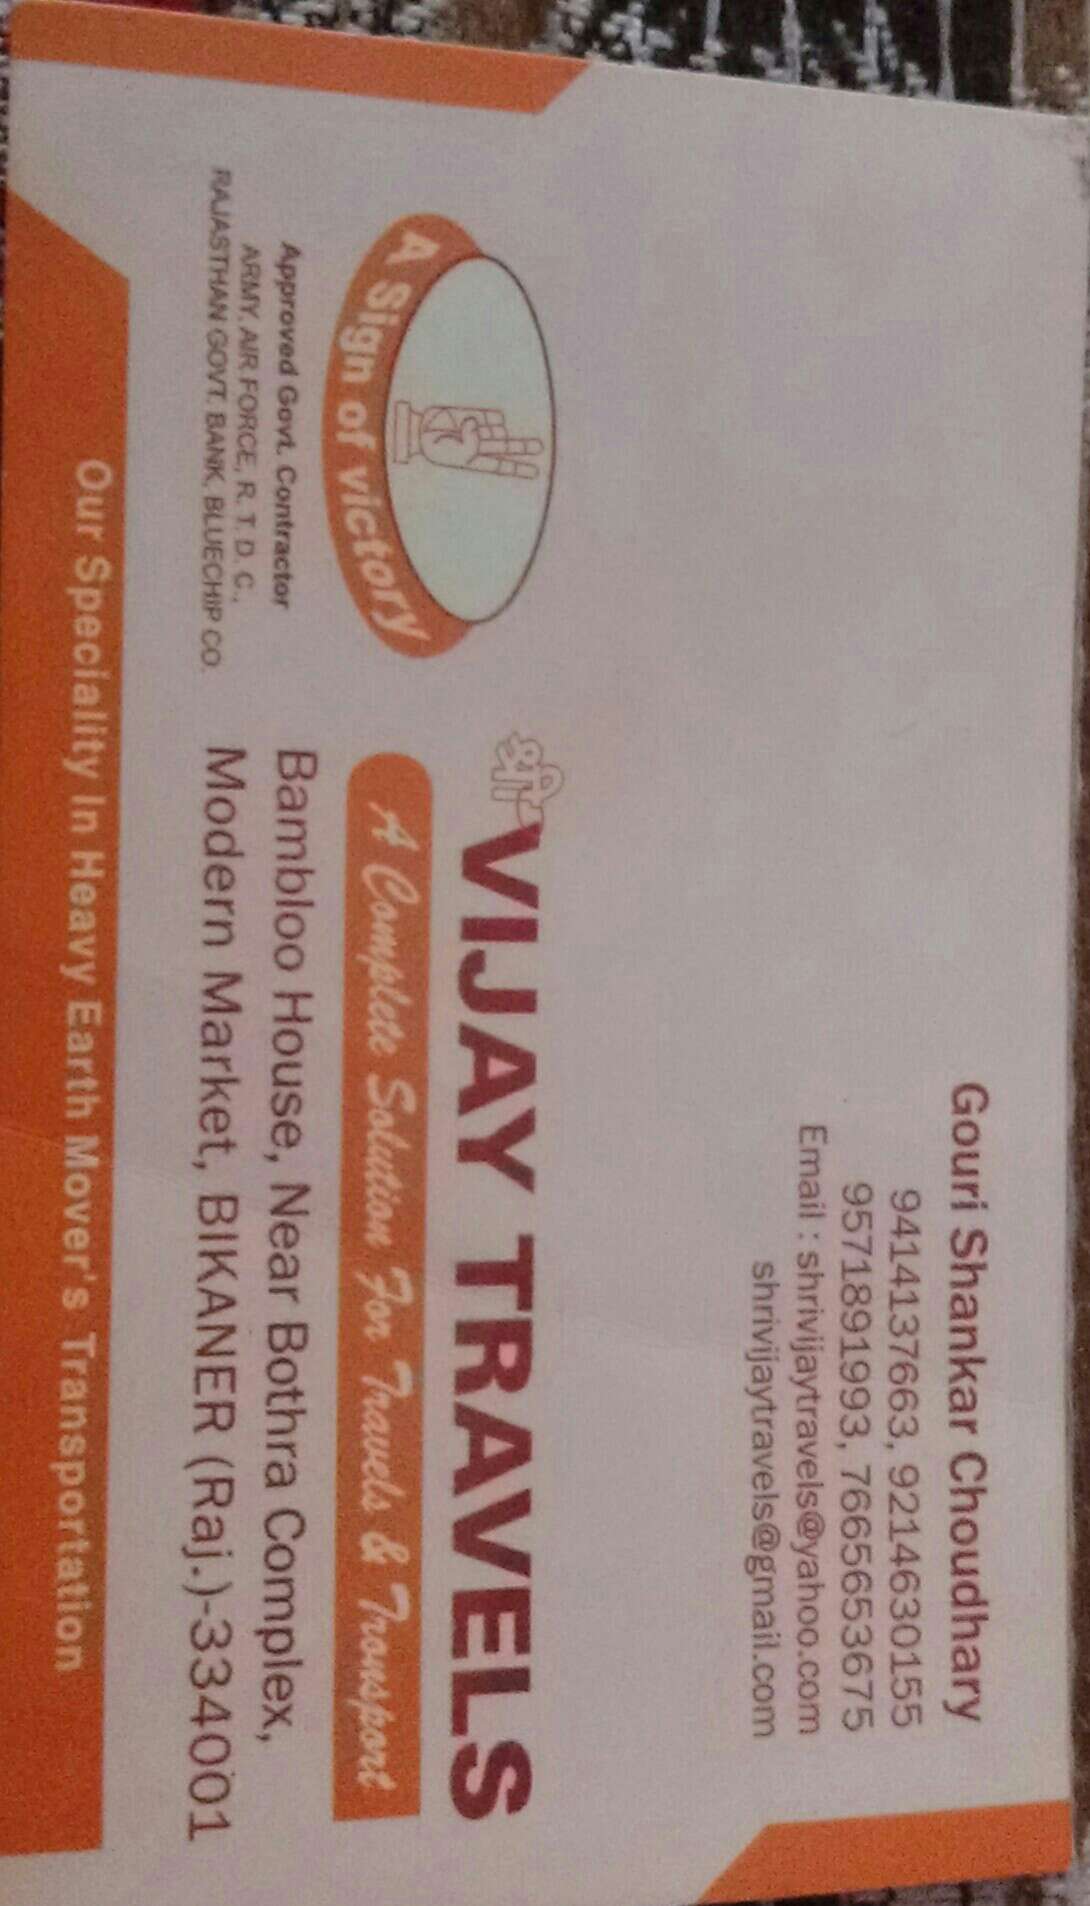 Gouri Shankar Choudhary
9414137663, 9214630155
9571891993, 7665653675
Email : shrivijaytravels@yahoo.com
shrivijaytravels@gmail.com
A Sign of victory
श्री VIJAY TRAVELS
A Complete Solution For Travels & Transport
Approved Govt. Contractor
ARMY, AIR FORCE, R. T. D. C.,
RAJASTHAN GOVT. BANK, BLUECHIP CO.
Bambloo House, Near Bothra Complex,
Modern Market, BIKANER (Raj.)-334001
Our Speciality In Heavy Earth Mover's Transportation